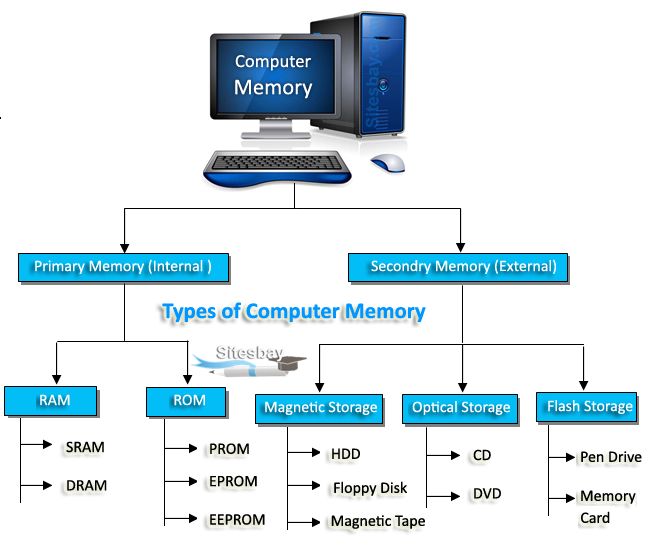 Computer
Memory
Sitesbay.com
Primary Memory (Internal )
Secondry Memory (External)
Types of Computer Memory
Sitesbay
RAM
ROM
Magnetic Storage
Optical Storage
Flash Storage
SRAM
DRAM
PROM
EPROM
EEPROM
HDD
Floppy Disk
Magnetic Tape
CD
DVD
Pen Drive
Memory
Card